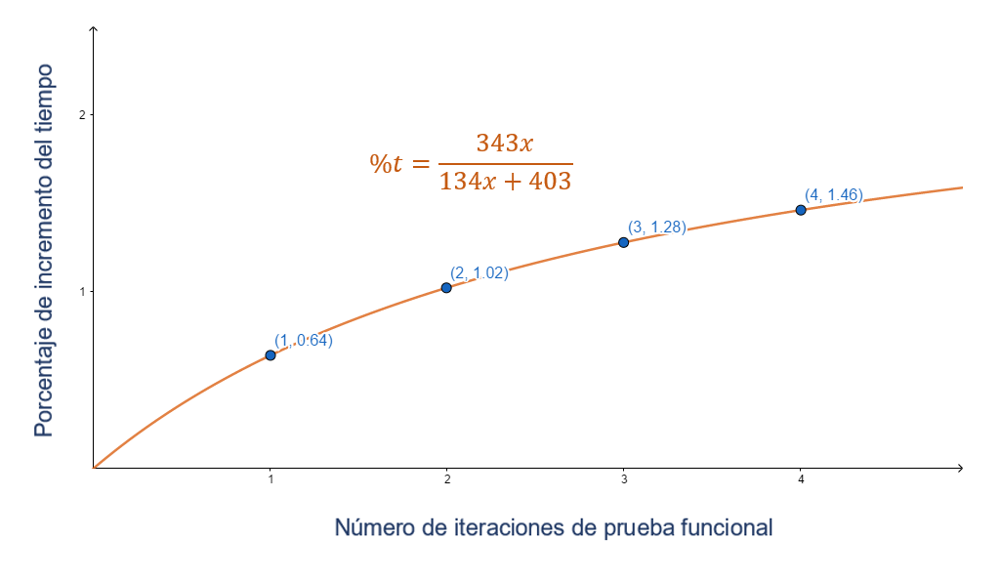 Porcentaje de incremento del tiempo
2
%t = 343x / 134x + 403
(4, 1.46)
(3, 1.28)
(2, 1.02)
1
(1, 0.64)
1 2 3 4
Número de iteraciones de prueba funcional